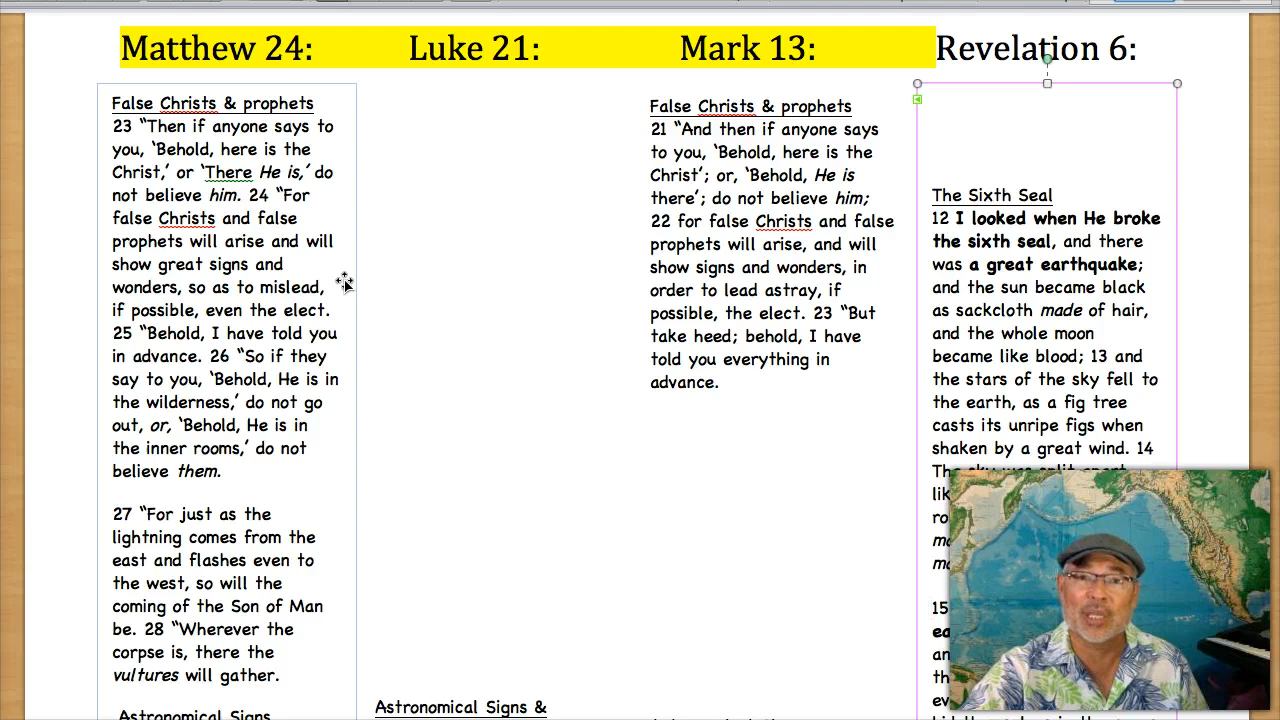 Matthew 24: Luke 21: Mark 13: Revelation 6:
False Christs & prophets
23 “Then if anyone says to
you, ‘Behold, here is the
Christ,’ or ‘There He is,’ do
not believe him. 24 “For
false Christs and false
prophets will arise and will
show great signs and
wonders, so as to mislead,
if possible, even the elect.
25 “Behold, I have told you
in advance. 26 “So if they
say to you, ‘Behold, He is in
the wilderness,’ do not go
out, or, ‘Behold, He is in
the inner rooms,’ do not
believe them.
27 “For just as the
lightning comes from the
east and flashes even to
the west, so will the
coming of the Son of Man
be. 28 “Wherever the
corpse is, there the
vultures will gather.
Astronomical Signs
Astronomical Signs &
False Christs & prophets
21 “And then if anyone says
to you, ‘Behold, here is the
Christ’; or, ‘Behold, He is
there’; do not believe him;
22 for false Christs and false
prophets will arise, and will
show signs and wonders, in
order to lead astray, if
possible, the elect. 23 “But
take heed; behold, I have
told you everything in
advance.
The Sixth Seal
12 I looked when He broke
the sixth seal, and there
was a great earthquake;
and the sun became black
as sackcloth made of hair,
and the whole moon
became like blood; 13 and
the stars of the sky fell to
the earth, as a fig tree
casts its unripe figs when
shaken by a great wind. 14
The sky was split apart
15